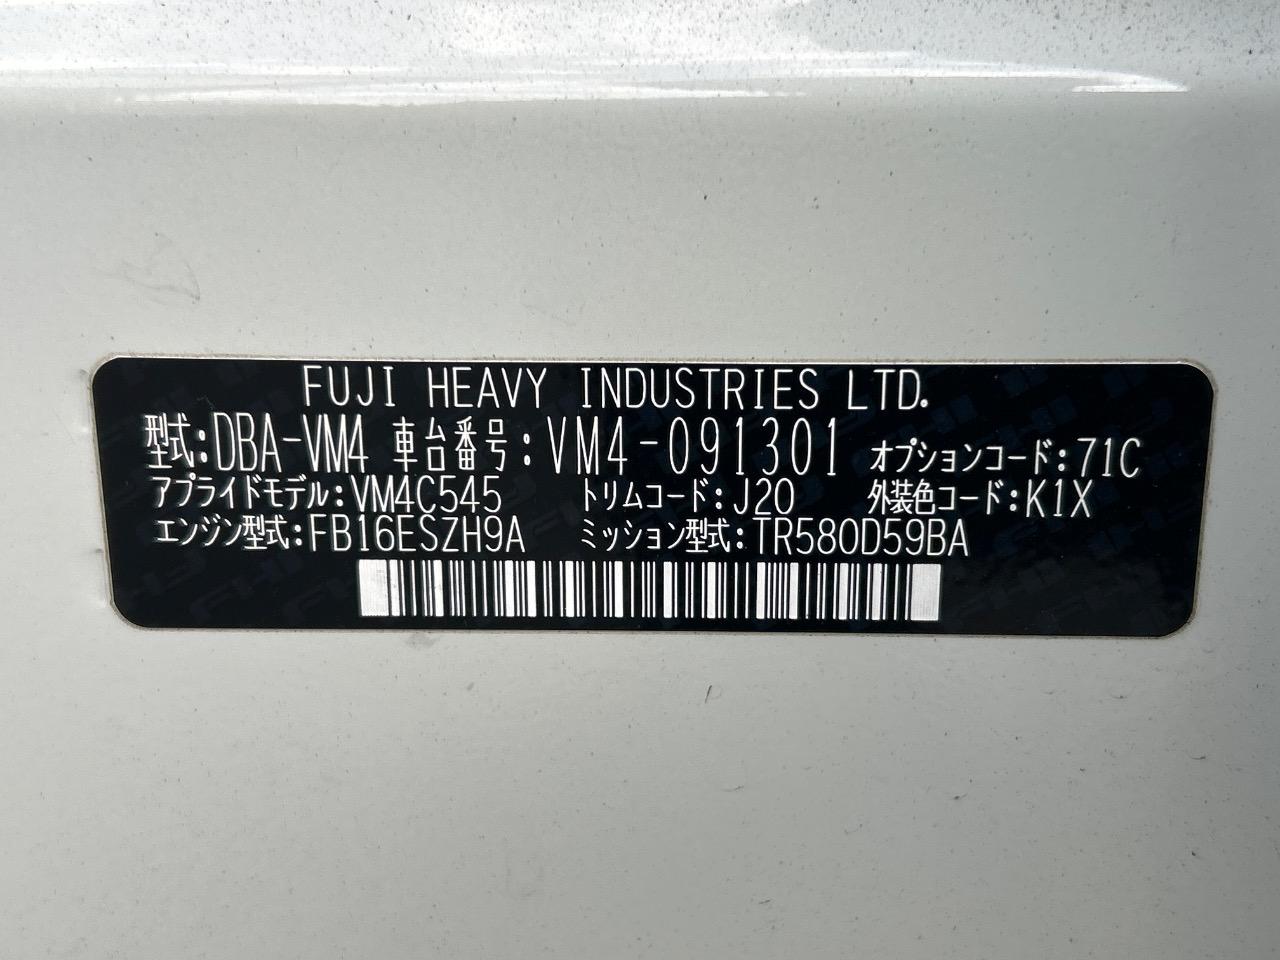 FUJI HEAVY INDUSTRIES LTD.
型式:DBA-VM4 車台番号:VM4-091301 オプションコード:71C
アプライドモデル:VM4C545 トリムコード:J20 外装色コード:K1X
エンジン型式:FB16ESZH9A ミッション型式:TR580D59BA